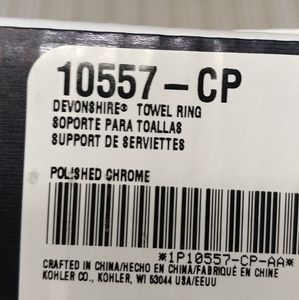 10557-CP
DEVONSHIRE® TOWEL RING
SOPORTE PARA TOALLAS
SUPPORT DE SERVIETTES
POLISHED CHROME
*1P10557-CP-AA*
CRAFTED IN CHINA/HECHO EN CHINA/FABRIQUÉ EN CHINE
KOHLER CO., KOHLER, WI 53044 USA/EEUU